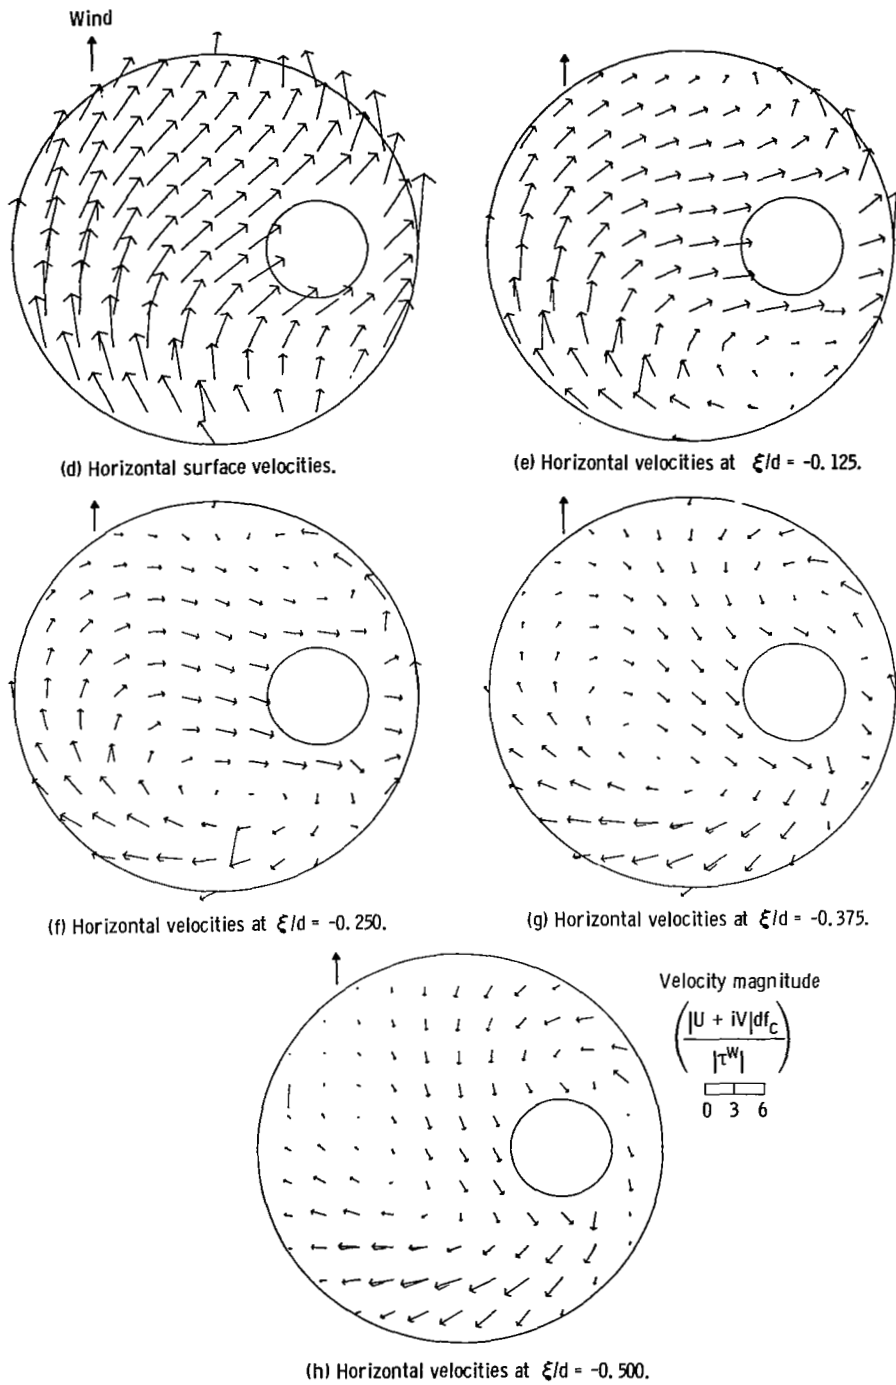 Wind
(d) Horizontal surface velocities.
(e) Horizontal velocities at ξ/d = -0.125.
(f) Horizontal velocities at ξ/d = -0.250.
(g) Horizontal velocities at ξ/d = -0.375.
Velocity magnitude
(|U + iV|df_c / |τ^W|)
0 3 6
(h) Horizontal velocities at ξ/d = -0.500.